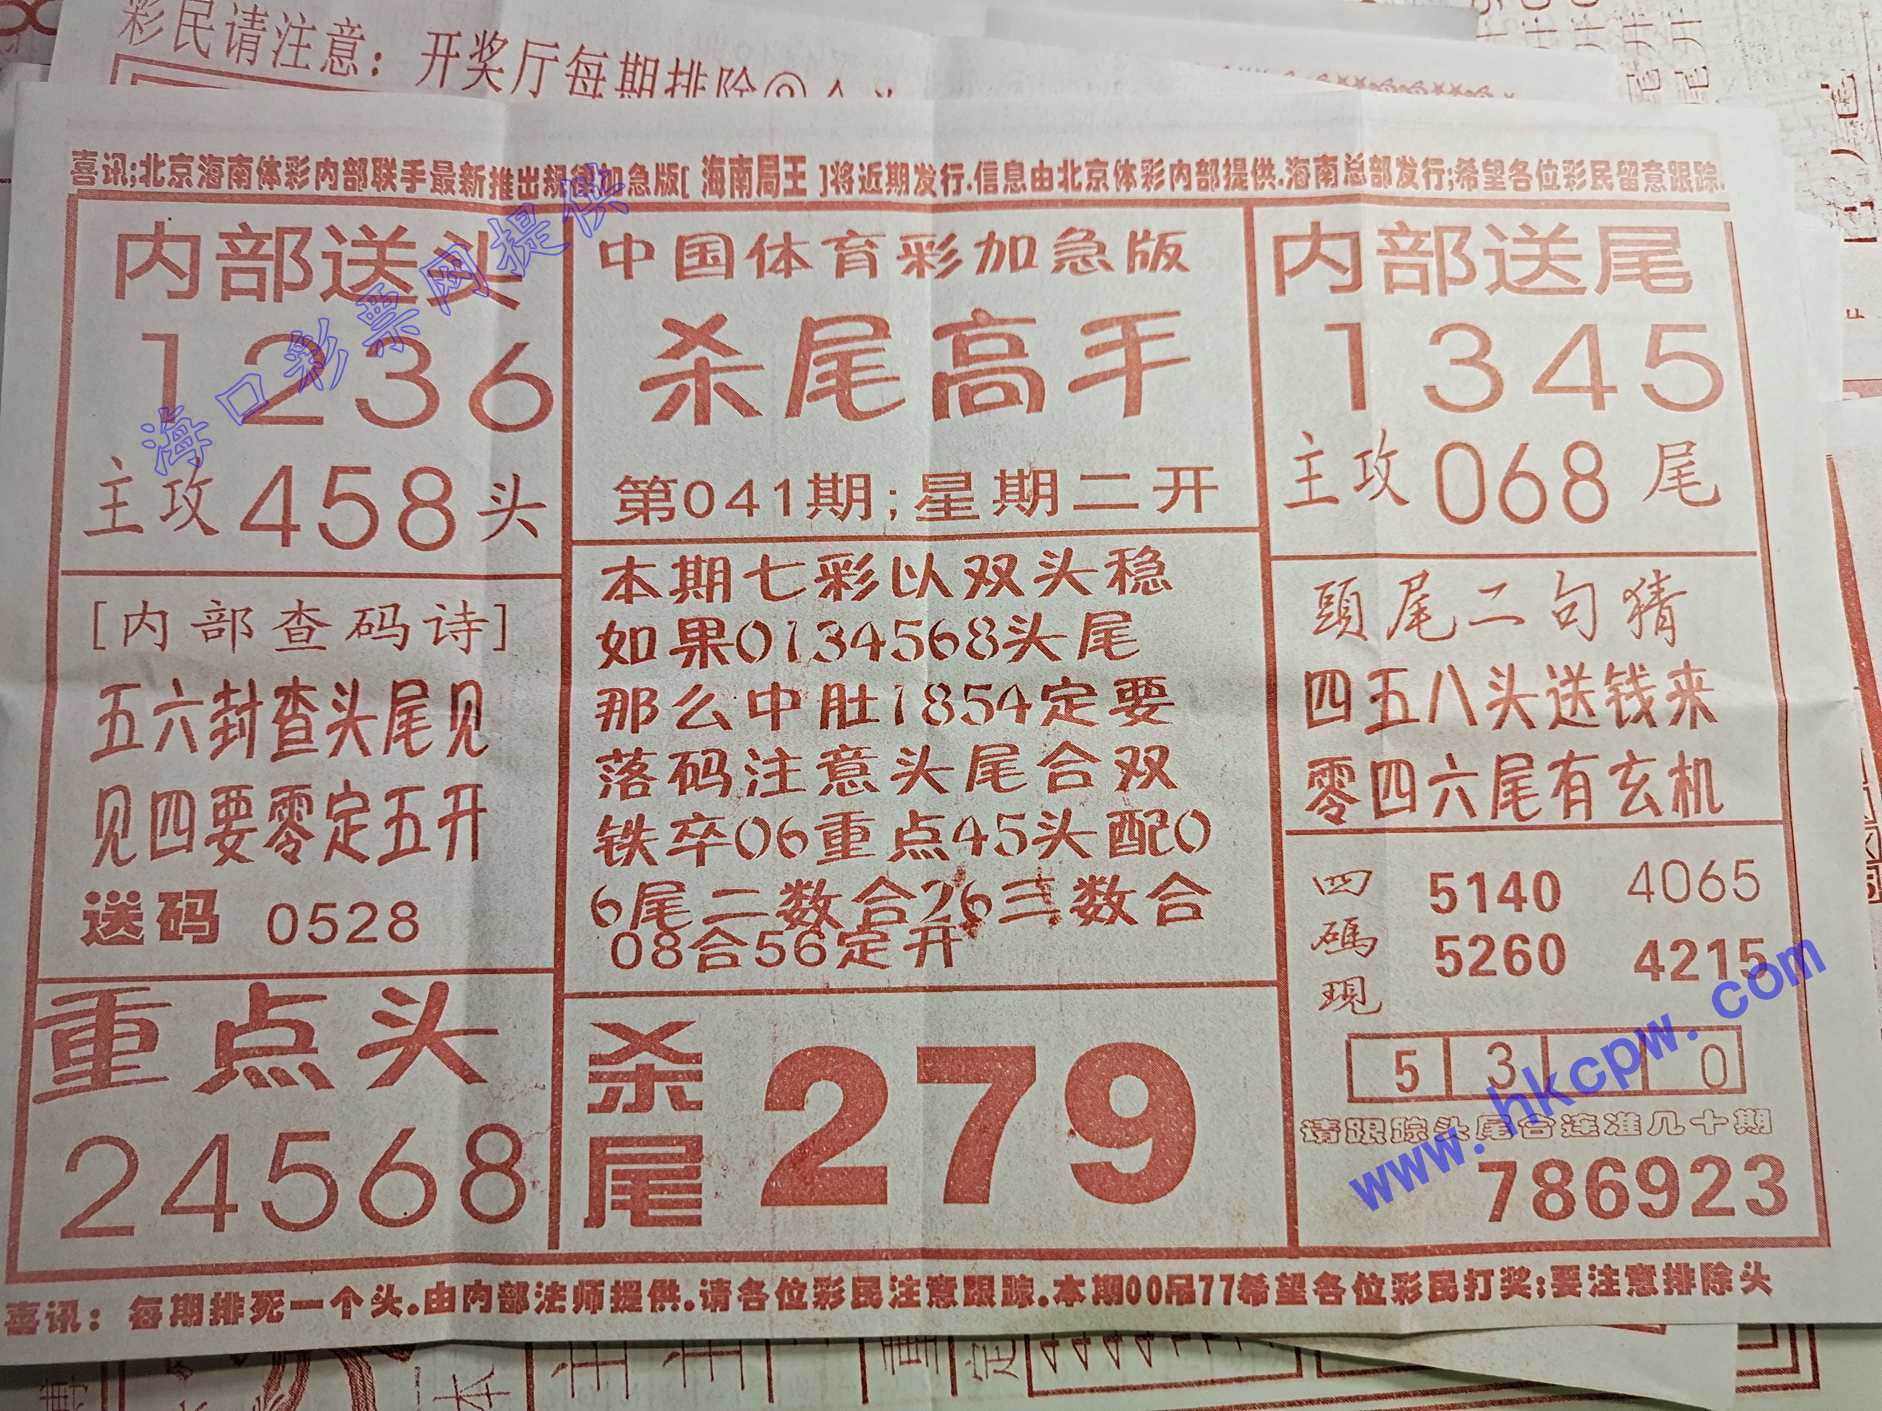 彩民请注意：开奖厅每期排除
喜讯;北京海南体彩内部联手最新推出加急版[ 海南局王 ]将近期发行.信息由北京体彩内部提供.海南总部发行;希望各位彩民留意跟踪.
内部送头
1236
主攻458头
[内部查码诗]
五六封查头尾见
见四要零定五开
送码 0528
重点头
24568
中国体育彩加急版
杀尾高手
第041期;星期二开
本期七彩以双头稳
如果0134568头尾
那么中肚1854定要
落码注意头尾合双
铁卒06重点45头配0
6尾二数合26三数合
08合56定开
杀尾 279
内部送尾
1345
主攻068尾
頭尾二句猜
四五八头送钱来
零四六尾有玄机
四碼現
5140 4065
5260 4215
5 3 0
请跟踪头尾合连准几十期
786923
喜讯：每期排死一个头.由内部法师提供.请各位彩民注意跟踪.本期00吊77希望各位彩民打奖;要注意排除头
海口彩票网提供
www.hkcpw.com